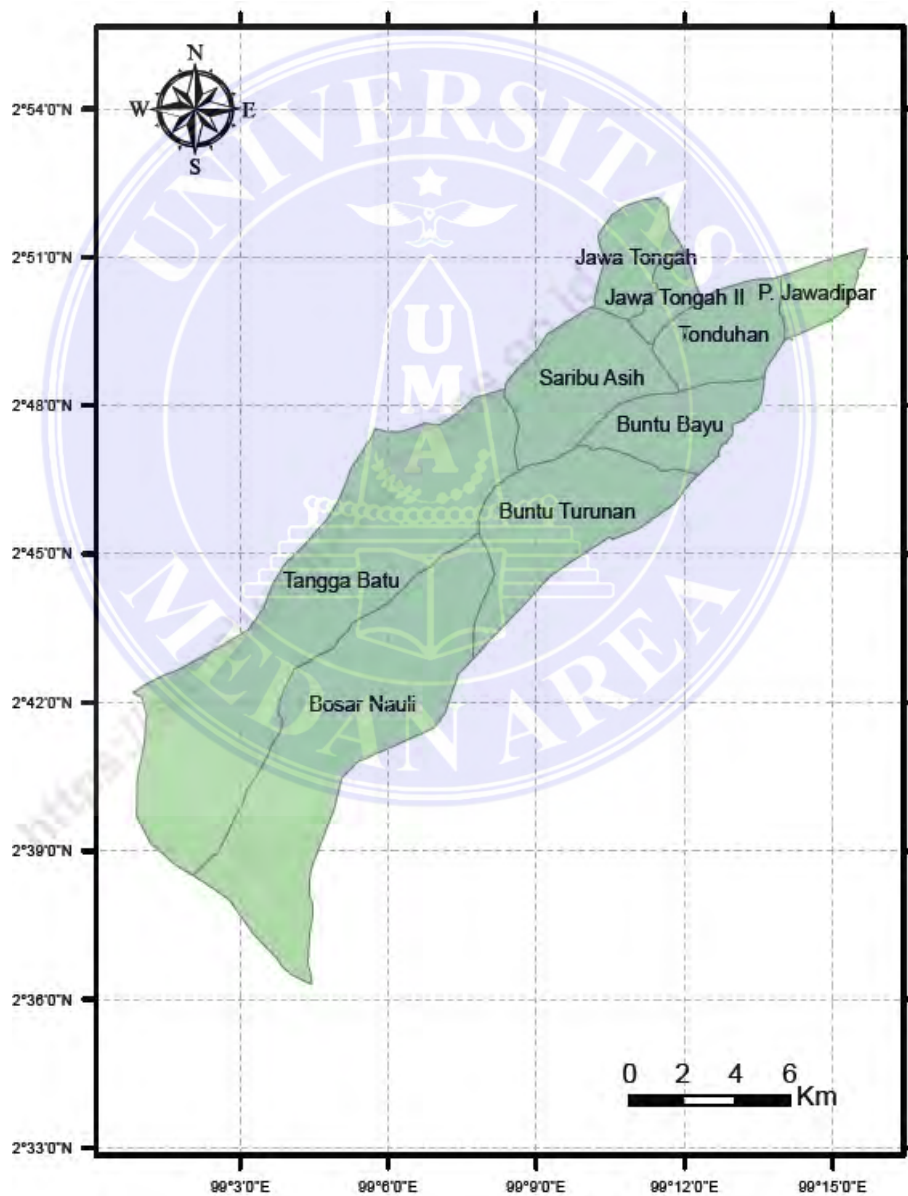 N
W E
S
2°54'0"N
2°51'0"N
2°48'0"N
2°45'0"N
2°42'0"N
2°39'0"N
2°36'0"N
2°33'0"N
UNIVERSITAS
MEDAN AREA
UMA
Jawa Tongah
Jawa Tongah II
P. Jawadipar
Tonduhan
Saribu Asih
Buntu Bayu
Buntu Turunan
Tangga Batu
Bosar Nauli
0 2 4 6
Km
99°3'0"E 99°6'0"E 99°9'0"E 99°12'0"E 99°15'0"E